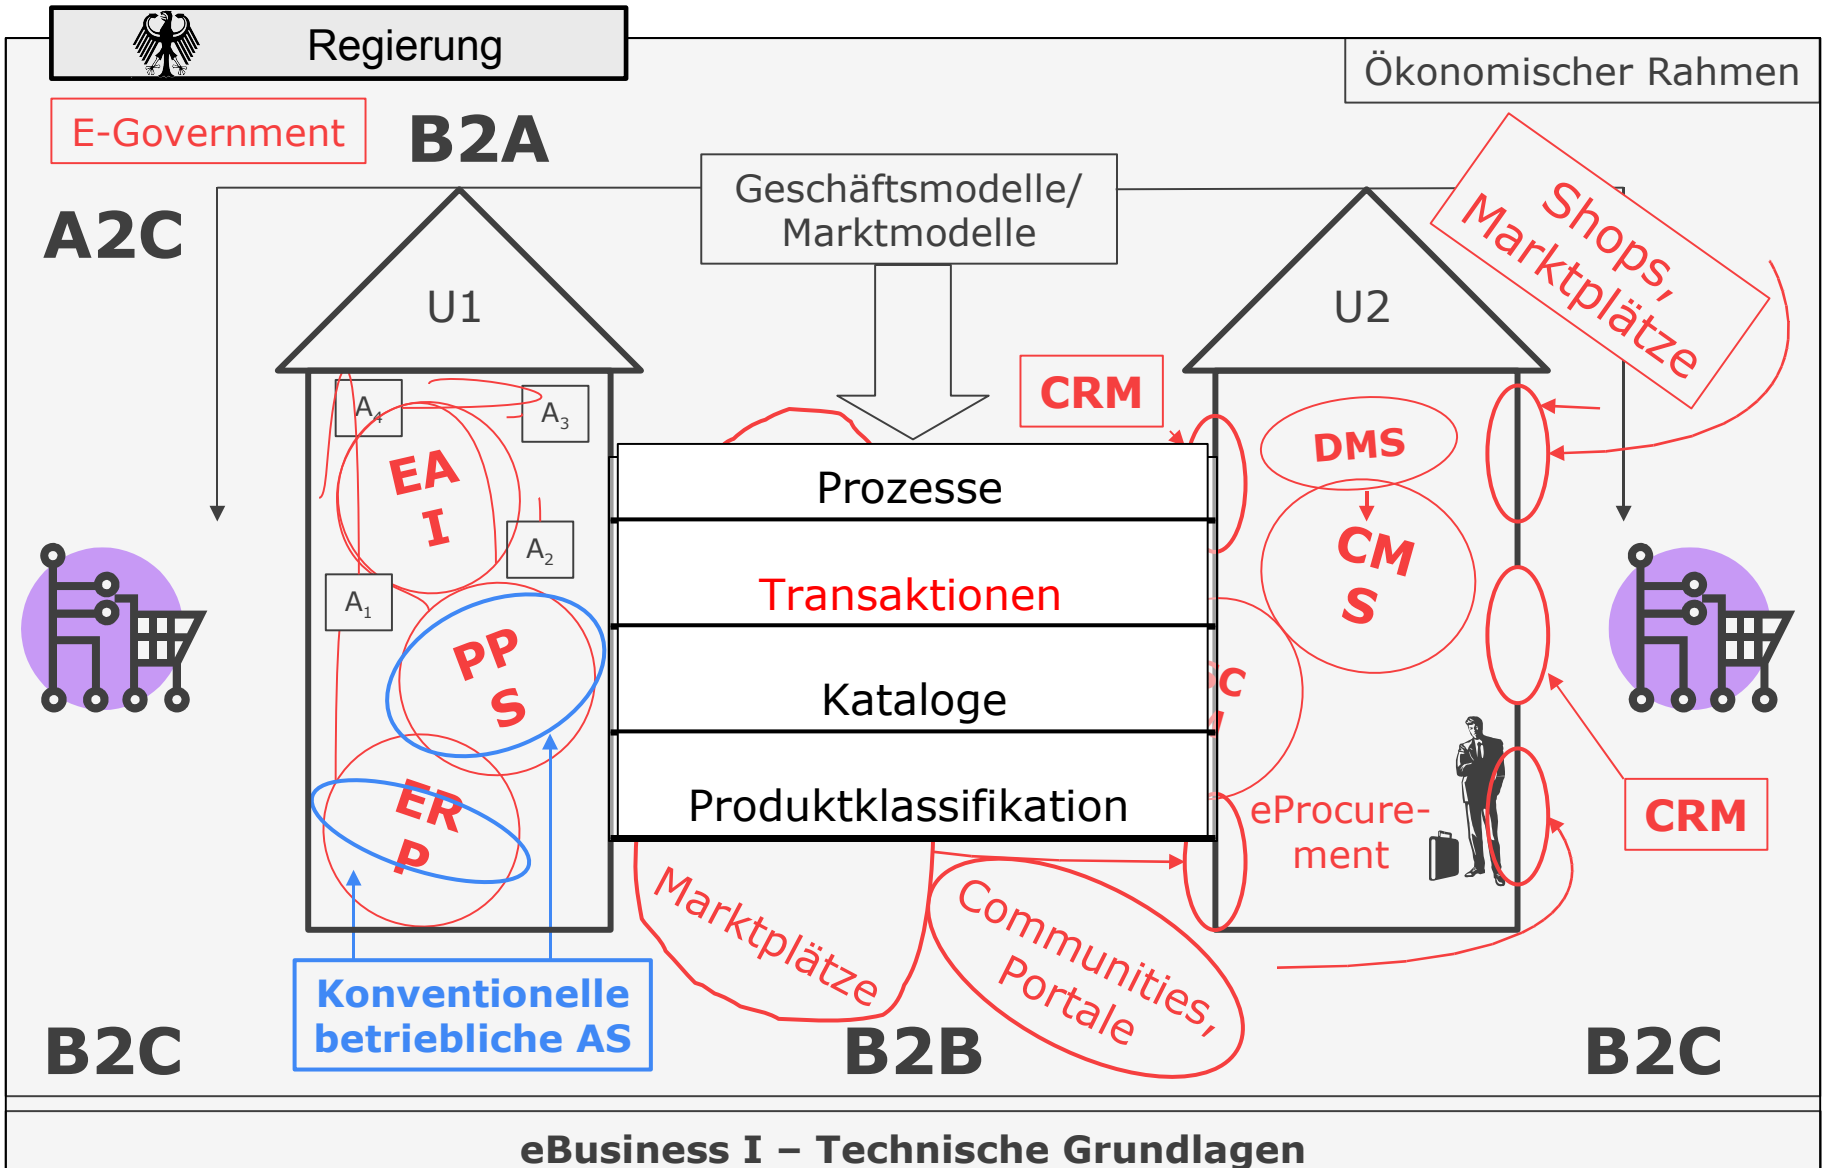 Regierung
Ökonomischer Rahmen
E-Government
B2A
Geschäftsmodelle/
Marktmodelle
Shops,
Marktplätze
A2C
U1
U2
CRM
A4
A3
EA
I
DMS
Prozesse
A2
CM
S
Transaktionen
A1
PP
S
C
Kataloge
ER
P
Produktklassifikation
eProcure-
ment
CRM
Marktplätze
Communities,
Portale
Konventionelle
betriebliche AS
B2C
B2B
B2C
eBusiness I – Technische Grundlagen